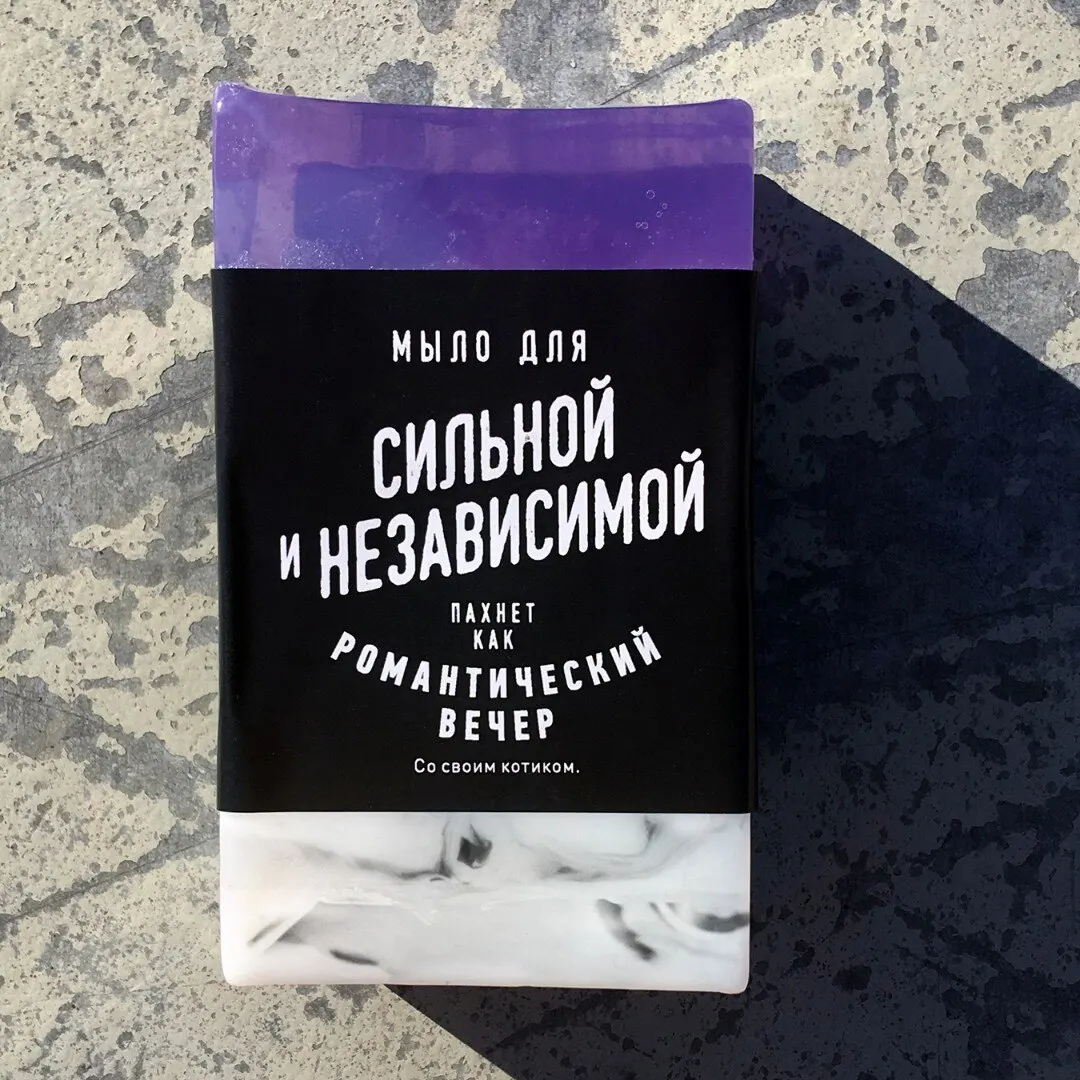 МЫЛО ДЛЯ
СИЛЬНОЙ
И НЕЗАВИСИМОЙ
ПАХНЕТ
КАК
РОМАНТИЧЕСКИЙ
ВЕЧЕР
Со своим котиком.